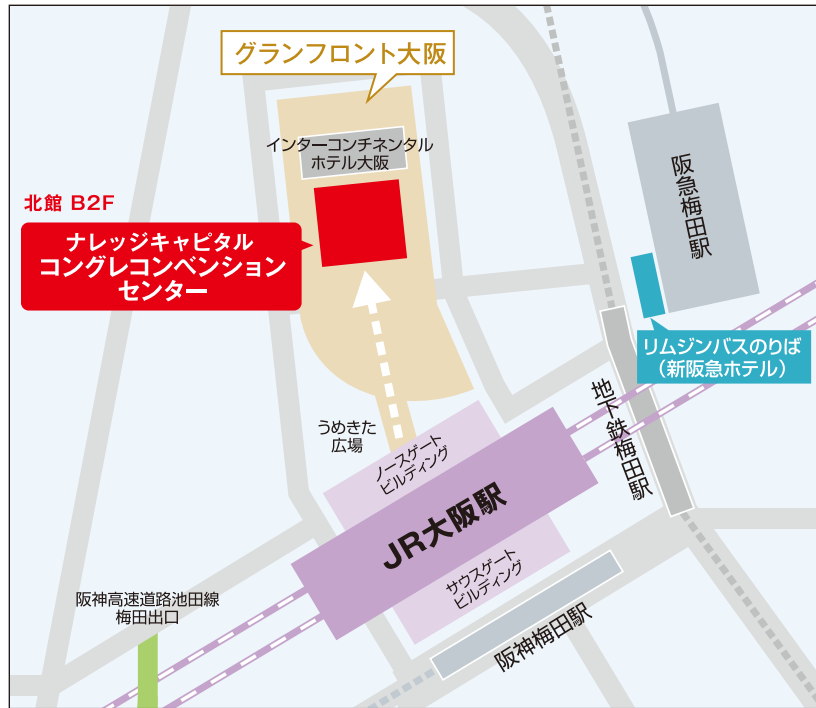 グランフロント大阪
インターコンチネンタル
ホテル大阪
北館 B2F
ナレッジキャピタル
コングレコンベンション
センター
阪急梅田駅
リムジンバスのりば
（新阪急ホテル）
地下鉄梅田駅
うめきた
広場
ノースゲート
ビルディング
JR大阪駅
サウスゲート
ビルディング
阪神梅田駅
阪神高速道路池田線
梅田出口